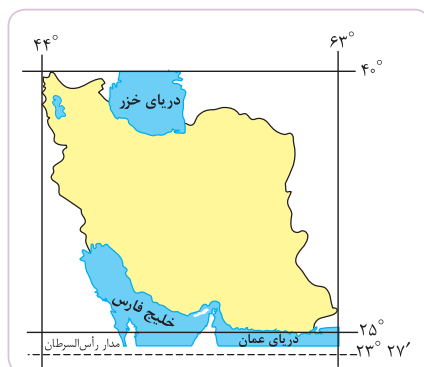 ۴۴°
۶۳°
۴۰°
دریای خزر
خلیج فارس
دریای عمان
۲۵°
مدار رأس‌السرطان
۲۳° ۲۷′